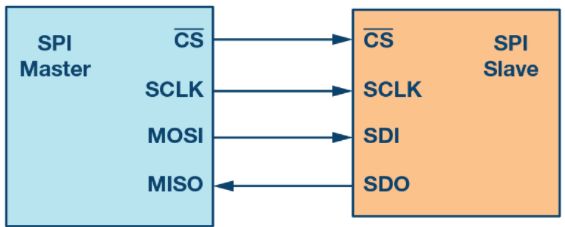 SPI
Master
CS
SCLK
MOSI
MISO
CS
SCLK
SDI
SDO
SPI
Slave